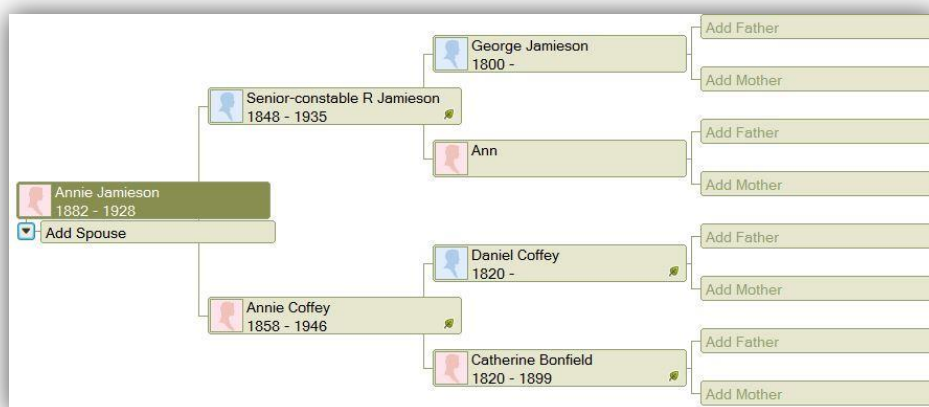 George Jamieson
1800 -
Add Father
Add Mother
Senior-constable R Jamieson
1848 - 1935
Ann
Add Father
Add Mother
Annie Jamieson
1882 - 1928
Add Spouse
Daniel Coffey
1820 -
Add Father
Add Mother
Annie Coffey
1858 - 1946
Catherine Bonfield
1820 - 1899
Add Father
Add Mother